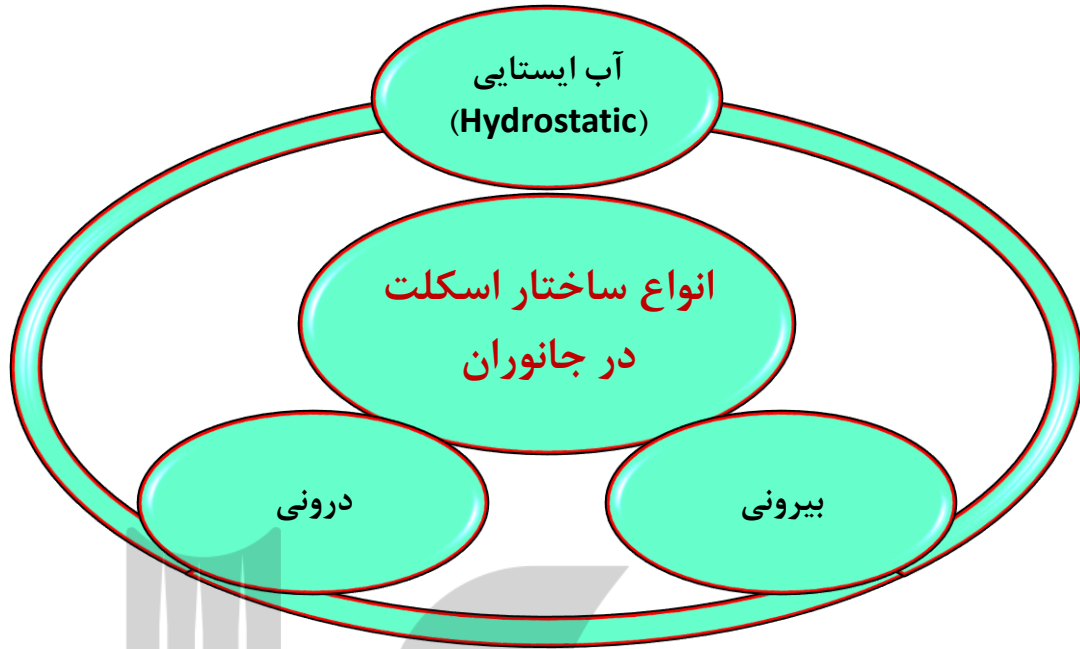 آب ایستایی
(Hydrostatic)
انواع ساختار اسکلت
در جانوران
درونی
بیرونی